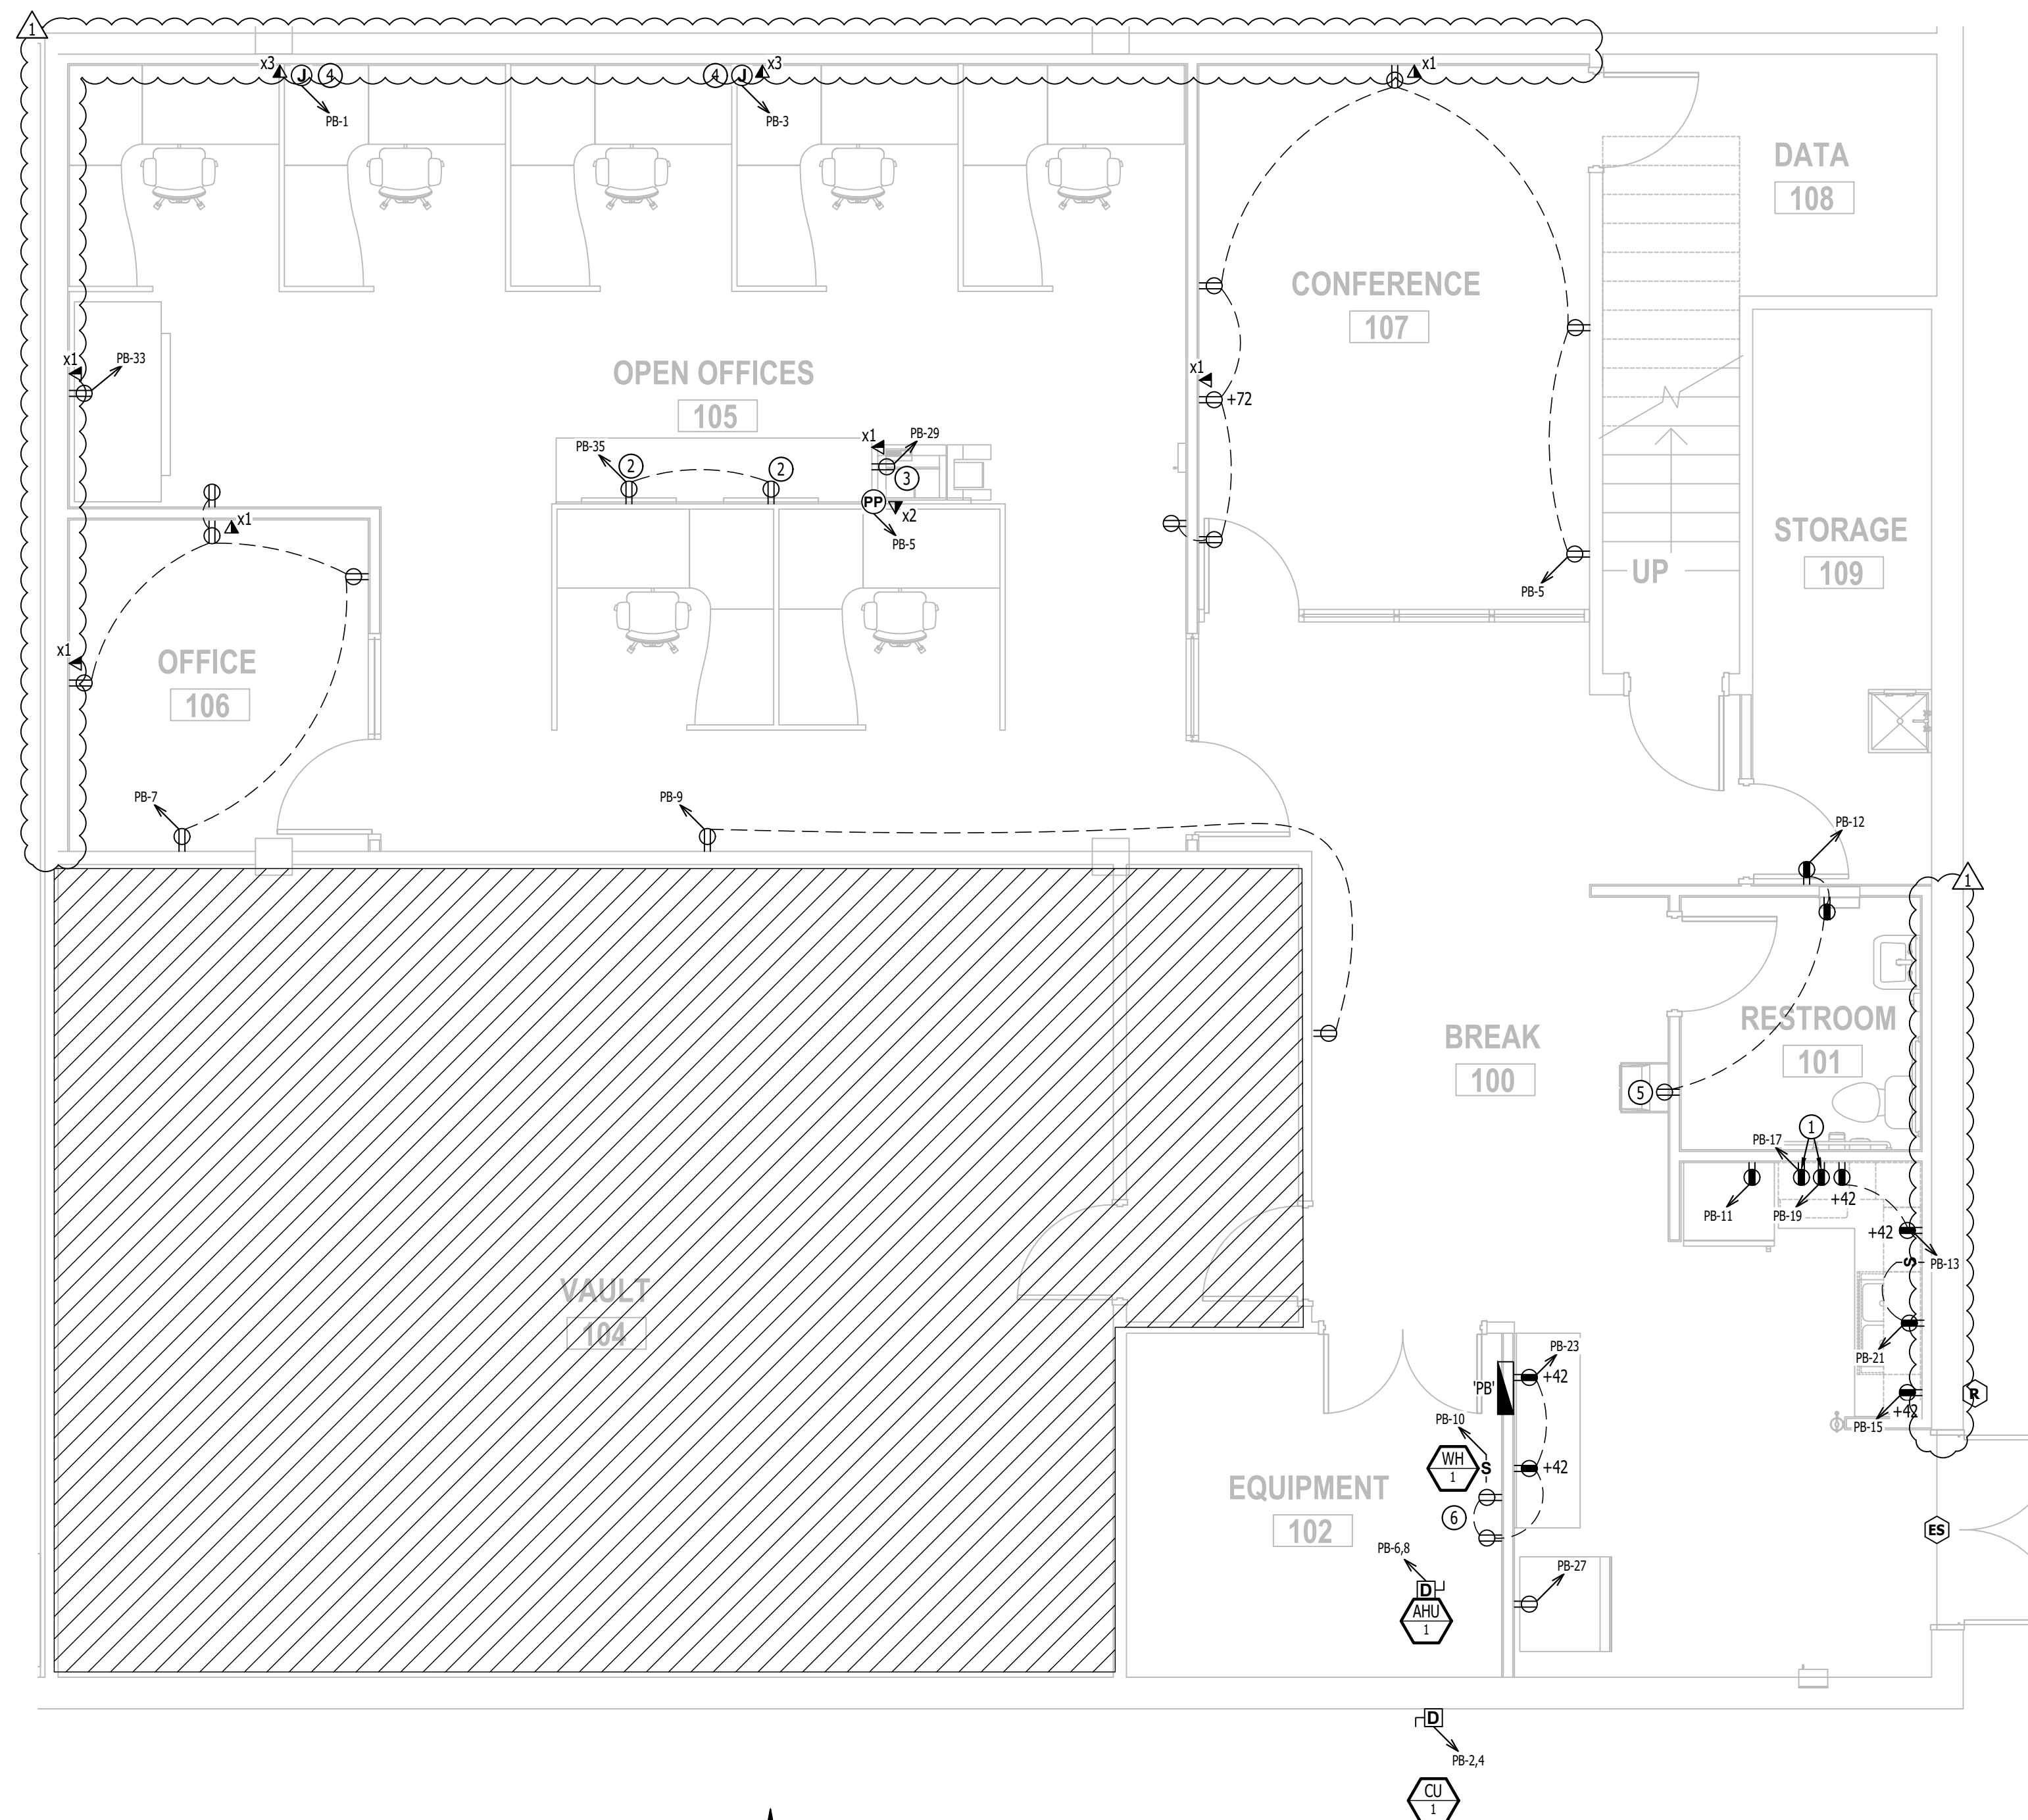 1
x3 J 4
4 J x3
x1
PB-1
PB-3
DATA
108
CONFERENCE
107
x1
PB-33
OPEN OFFICES
105
x1
+72
PB-35
2
2
x1
PB-29
3
PP
x2
PB-5
x1
STORAGE
109
UP
PB-5
x1
OFFICE
106
PB-7
PB-9
PB-12
1
RESTROOM
101
BREAK
100
5
1
PB-17
PB-11
PB-19
+42
+42
S
PB-13
VAULT
104
PB-21
PB-23
'PB'
+42
R
+42
PB-15
PB-10
WH
1
S
+42
EQUIPMENT
102
6
ES
PB-6,8
PB-27
D
AHU
1
D
PB-2,4
CU
1